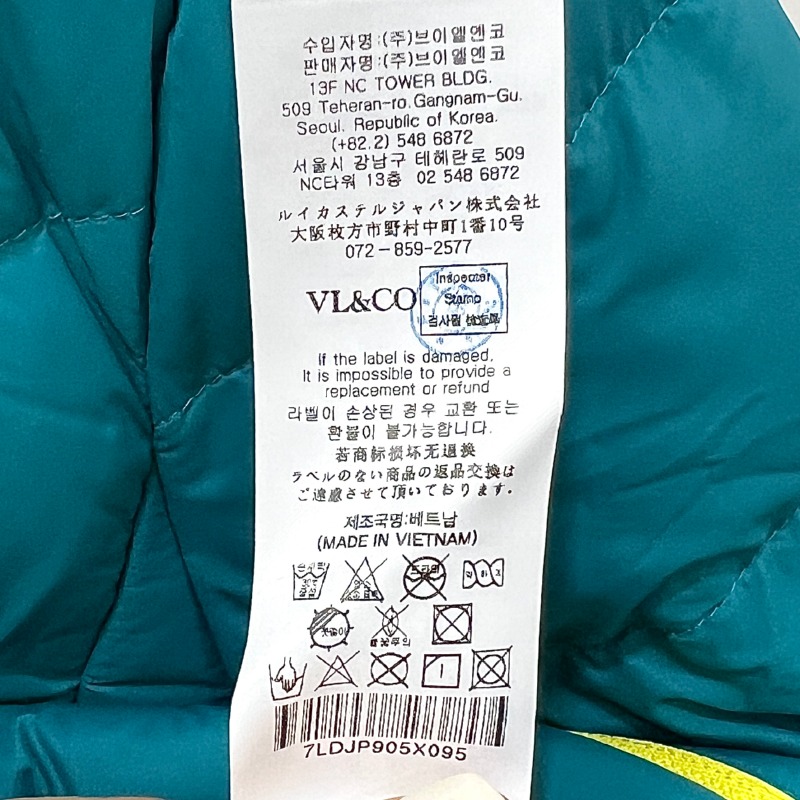 수입자명:(주)브이엘엔코
판매자명:(주)브이엘엔코
13F NC TOWER BLDG.
509 Teheran-ro, Gangnam-Gu,
Seoul, Republic of Korea.
(+82.2) 548 6872
서울시 강남구 테헤란로 509
NC타워 13층 02 548 6872
ルイカステルジャパン株式会社
大阪枚方市野村中町1番10号
072-859-2577
VL&CO
Inspector
Stamp
If the label is damaged,
It is impossible to provide a
replacement or refund
라벨이 손상된 경우 교환 또는
환불이 불가능합니다.
若商标损坏无退换
ラベルのない商品の返品交換は
ご遠慮させて頂いております。
제조국명:베트남
(MADE IN VIETNAM)
드라이
7LDJP905X095